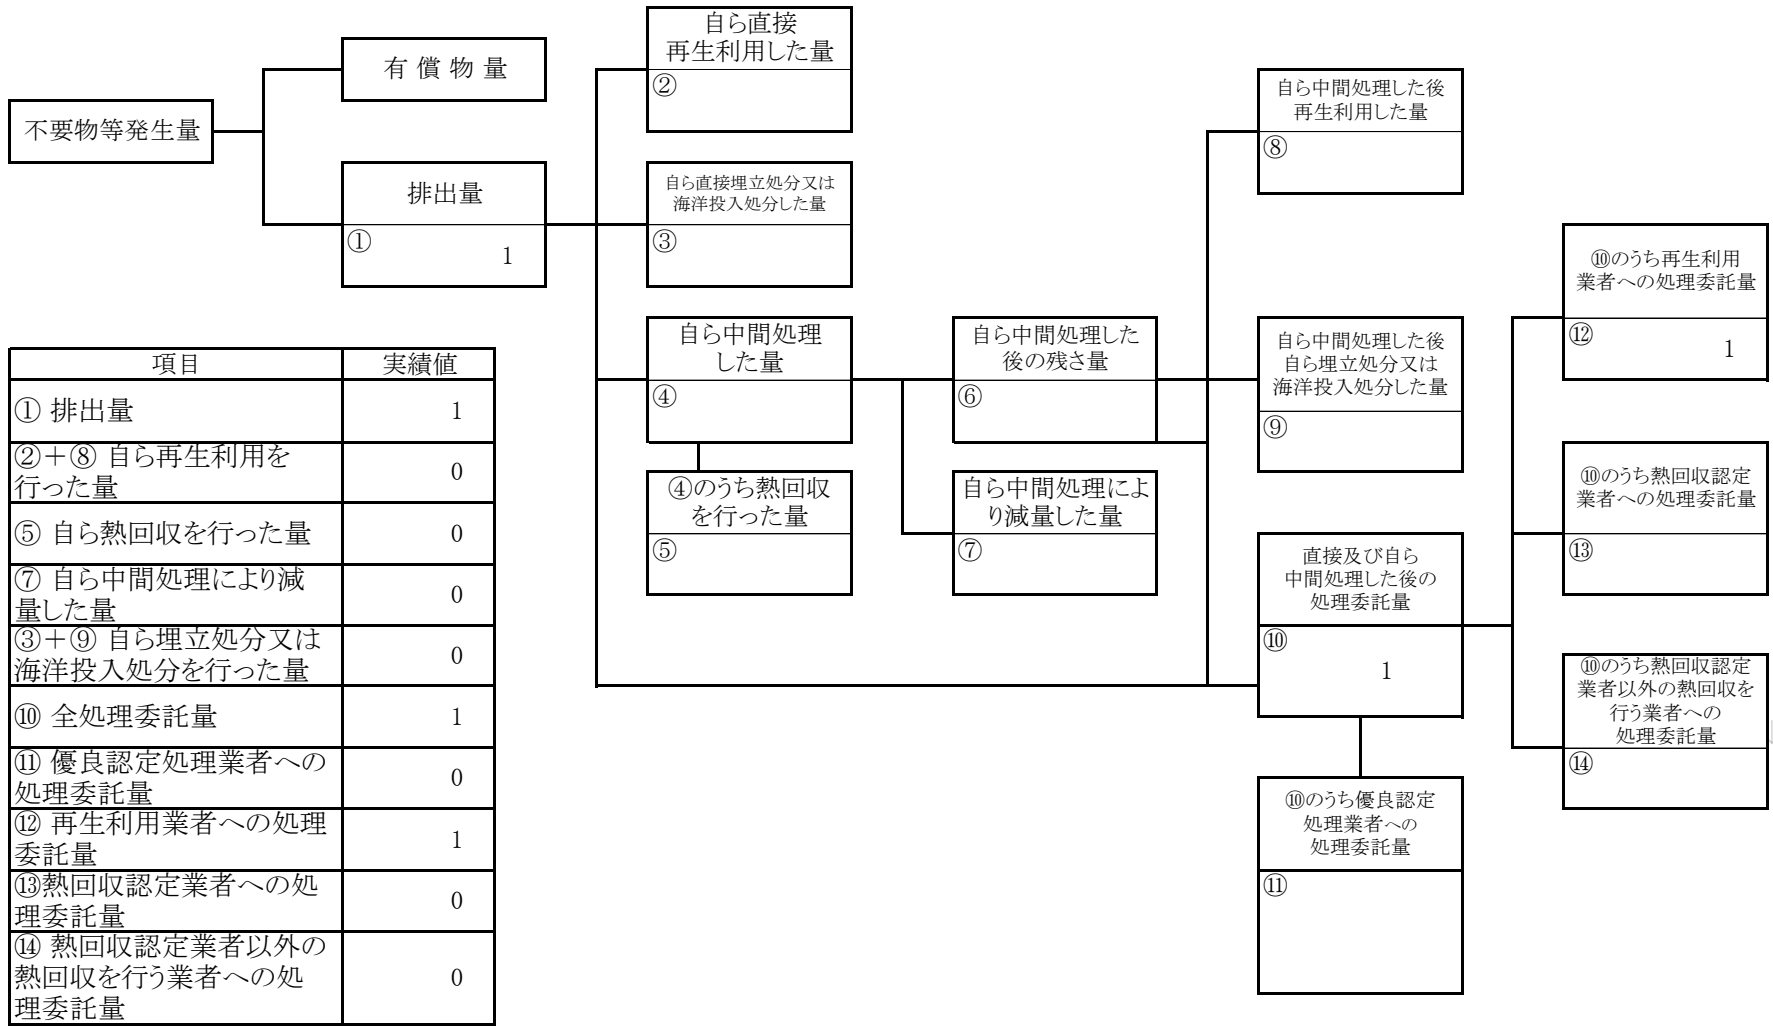 不要物等発生量
有 償 物 量
排出量
①
1
自ら直接
再生利用した量
②
自ら直接埋立処分又は
海洋投入処分した量
③
自ら中間処理
した量
④
④のうち熱回収
を行った量
⑤
自ら中間処理した
後の残さ量
⑥
自ら中間処理によ
り減量した量
⑦
自ら中間処理した後
再生利用した量
⑧
自ら中間処理した後
自ら埋立処分又は
海洋投入処分した量
⑨
直接及び自ら
中間処理した後の
処理委託量
⑩
1
⑩のうち優良認定
処理業者への
処理委託量
⑪
⑩のうち再生利用
業者への処理委託量
⑫
1
⑩のうち熱回収認定
業者への処理委託量
⑬
⑩のうち熱回収認定
業者以外の熱回収を
行う業者への
処理委託量
⑭
項目 実績値
① 排出量 1
②＋⑧ 自ら再生利用を
行った量 0
⑤ 自ら熱回収を行った量 0
⑦ 自ら中間処理により減
量した量 0
③＋⑨ 自ら埋立処分又は
海洋投入処分を行った量 0
⑩ 全処理委託量 1
⑪ 優良認定処理業者への
処理委託量 0
⑫ 再生利用業者への処理
委託量 1
⑬熱回収認定業者への処
理委託量 0
⑭ 熱回収認定業者以外の
熱回収を行う業者への処
理委託量 0